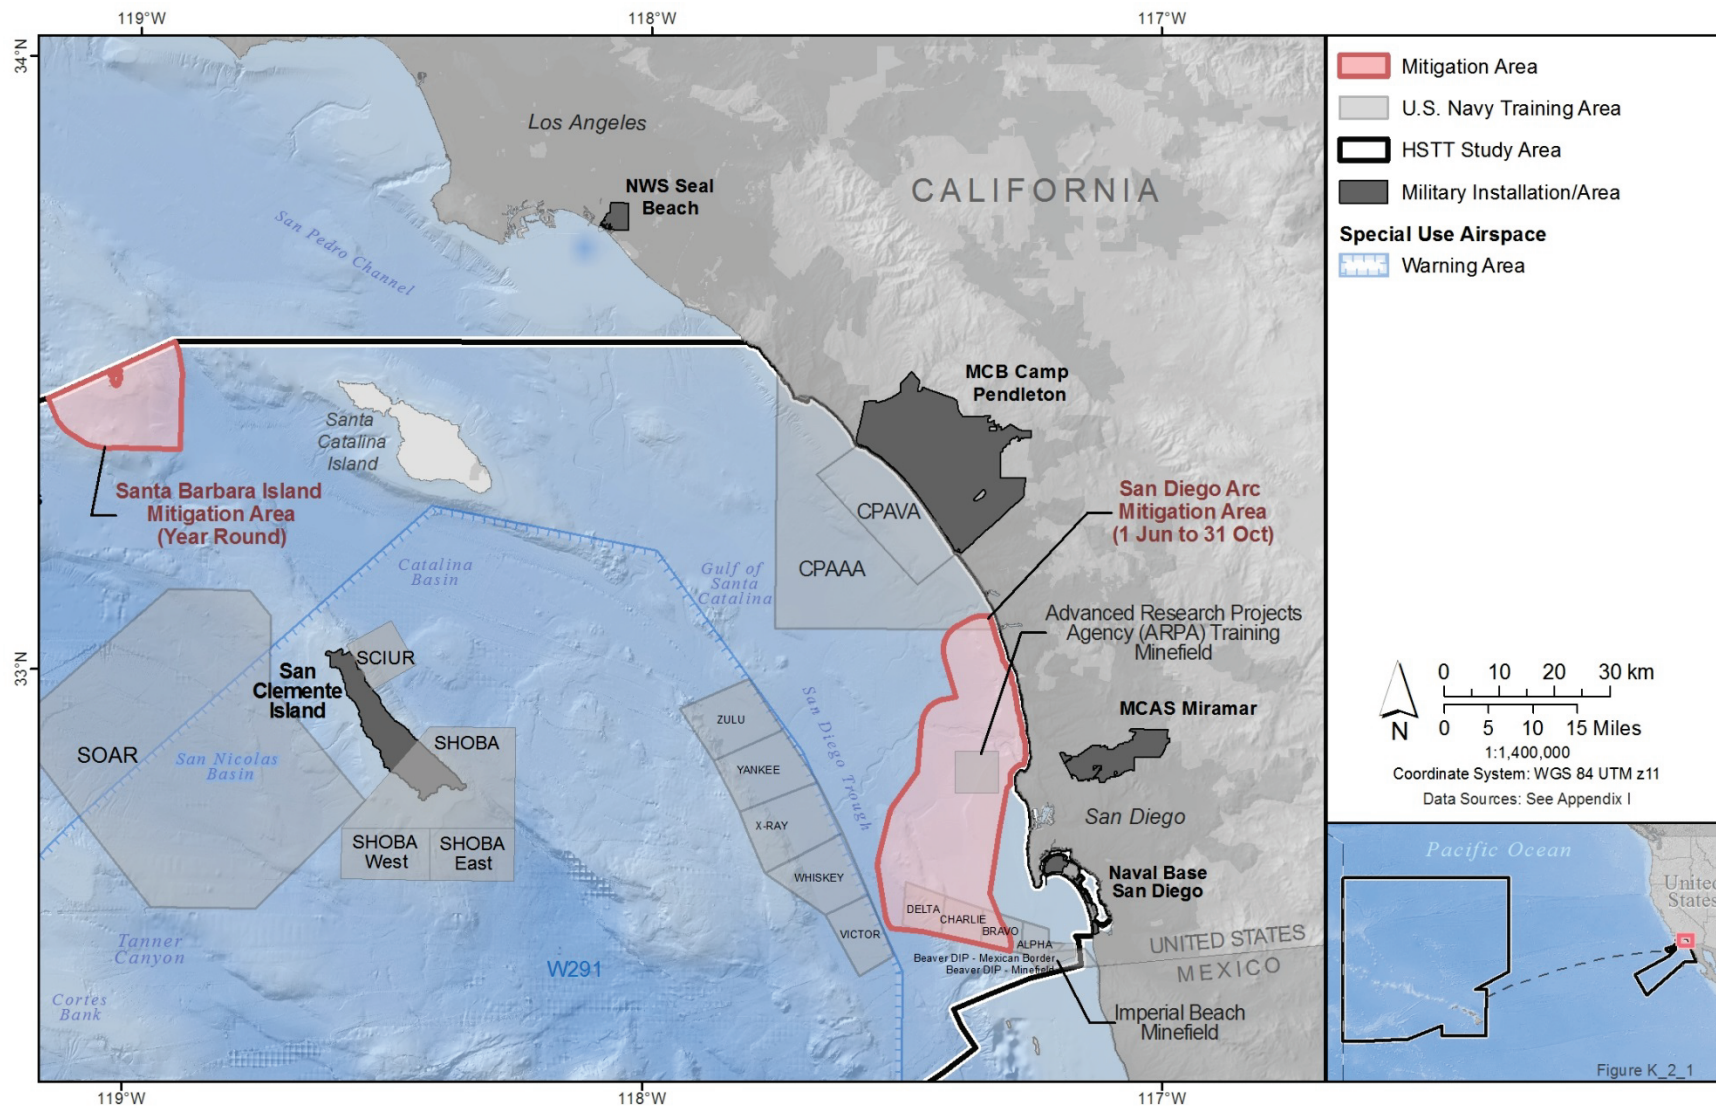 119°W
118°W
117°W
34°N
33°N
Los Angeles
NWS Seal
Beach
CALIFORNIA
San Pedro Channel
MCB Camp
Pendleton
Santa
Catalina
Island
Santa Barbara Island
Mitigation Area
(Year Round)
San Diego Arc
Mitigation Area
(1 Jun to 31 Oct)
CPAVA
CPAAA
Catalina
Basin
Gulf of
Santa
Catalina
Advanced Research Projects
Agency (ARPA) Training
Minefield
SCIUR
San
Clemente
Island
SOAR
San Nicolas
Basin
SHOBA
SHOBA
West
SHOBA
East
ZULU
YANKEE
X-RAY
WHISKEY
VICTOR
San Diego Trough
MCAS Miramar
San Diego
Naval Base
San Diego
DELTA
CHARLIE
BRAVO
ALPHA
Beaver DIP - Mexican Border
Beaver DIP - Minefield
UNITED STATES
MEXICO
Imperial Beach
Minefield
Tanner
Canyon
W291
Cortes
Bank
119°W
118°W
117°W
Mitigation Area
U.S. Navy Training Area
HSTT Study Area
Military Installation/Area
Special Use Airspace
Warning Area
0 10 20 30 km
0 5 10 15 Miles
N
1:1,400,000
Coordinate System: WGS 84 UTM z11
Data Sources: See Appendix I
Pacific Ocean
United
States
Figure K_2_1